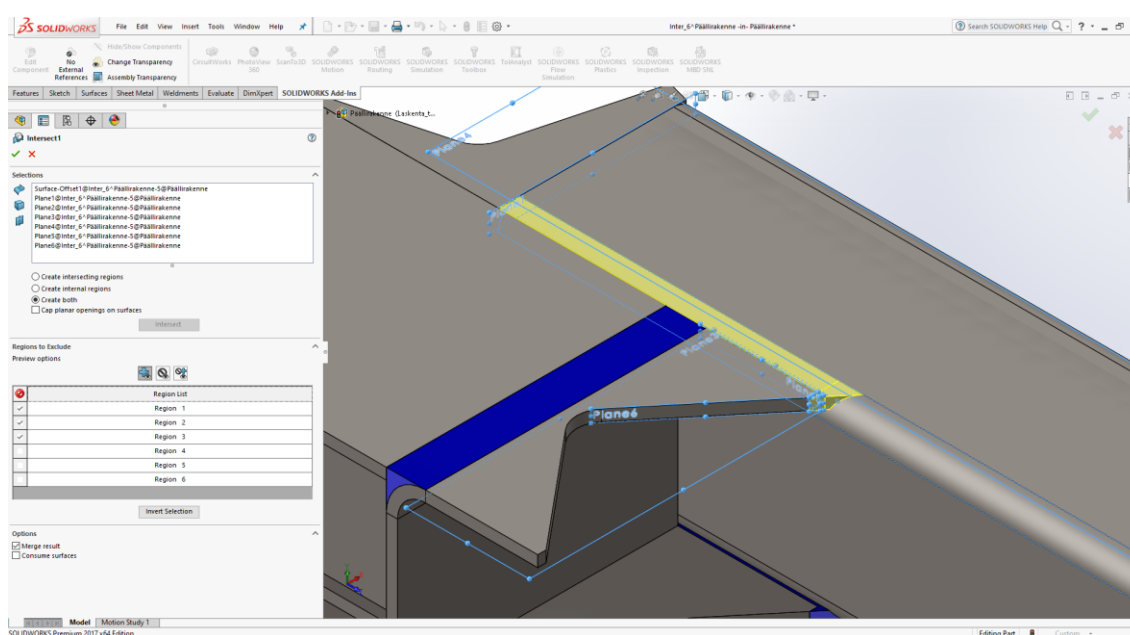 SOLIDWORKS File Edit View Insert Tools Window Help Inter_6^Päällirakenne -in- Päällirakenne * Search SOLIDWORKS Help
Edit Component
No External References
Hide/Show Components
Change Transparency
Assembly Transparency
CircuitWorks
PhotoView 360
ScanTo3D
SOLIDWORKS Motion
SOLIDWORKS Routing
SOLIDWORKS Simulation
SOLIDWORKS Toolbox
TolAnalyst
SOLIDWORKS Flow Simulation
SOLIDWORKS Plastics
SOLIDWORKS Inspection
SOLIDWORKS MBD SNL
Features Sketch Surfaces Sheet Metal Weldments Evaluate DimXpert SOLIDWORKS Add-Ins
Päällirakenne (Laskenta_t...
Intersect1
Selections
Surface-Offset1@Inter_6^Päällirakenne-5@Päällirakenne
Plane1@Inter_6^Päällirakenne-5@Päällirakenne
Plane2@Inter_6^Päällirakenne-5@Päällirakenne
Plane3@Inter_6^Päällirakenne-5@Päällirakenne
Plane4@Inter_6^Päällirakenne-5@Päällirakenne
Plane5@Inter_6^Päällirakenne-5@Päällirakenne
Plane6@Inter_6^Päällirakenne-5@Päällirakenne
Create intersecting regions
Create internal regions
Create both
Cap planar openings on surfaces
Intersect
Regions to Exclude
Preview options
Region List
Region 1
Region 2
Region 3
Region 4
Region 5
Region 6
Invert Selection
Options
Merge result
Consume surfaces
Plane4
Plane6
Model Motion Study 1
SOLIDWORKS Premium 2017 x64 Edition Editing Part Custom